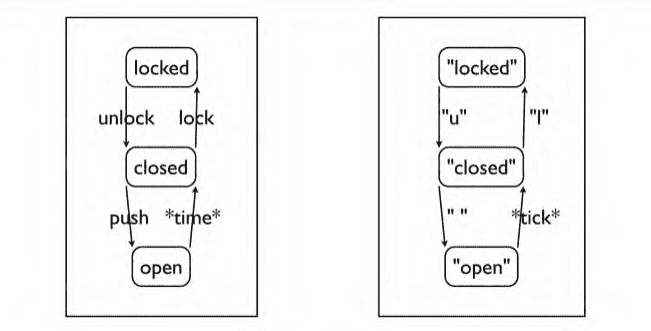 locked
unlock lock
closed
push *time*
open
"locked"
"u" "l"
"closed"
" " *tick*
"open"